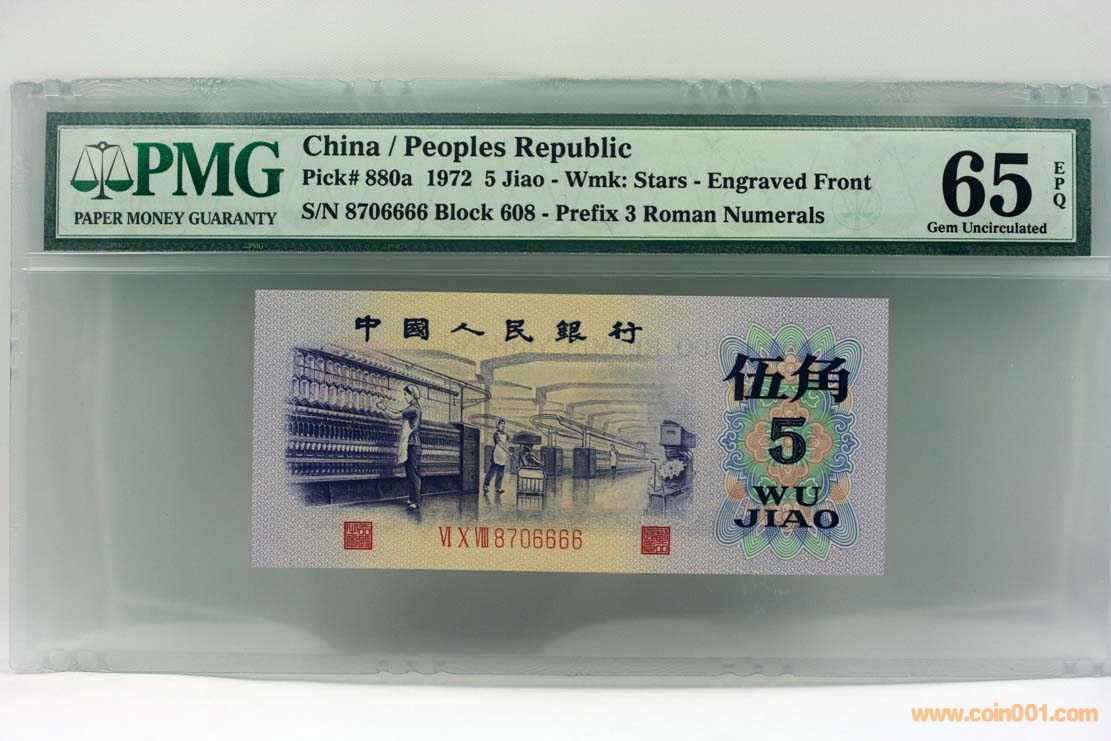 PMG
PAPER MONEY GUARANTY
China / Peoples Republic
Pick# 880a 1972 5 Jiao - Wmk: Stars - Engraved Front
S/N 8706666 Block 608 - Prefix 3 Roman Numerals
65
EPQ
Gem Uncirculated
中國人民銀行
伍角
5
WU
JIAO
VI X VIII 8706666
www.coin001.com